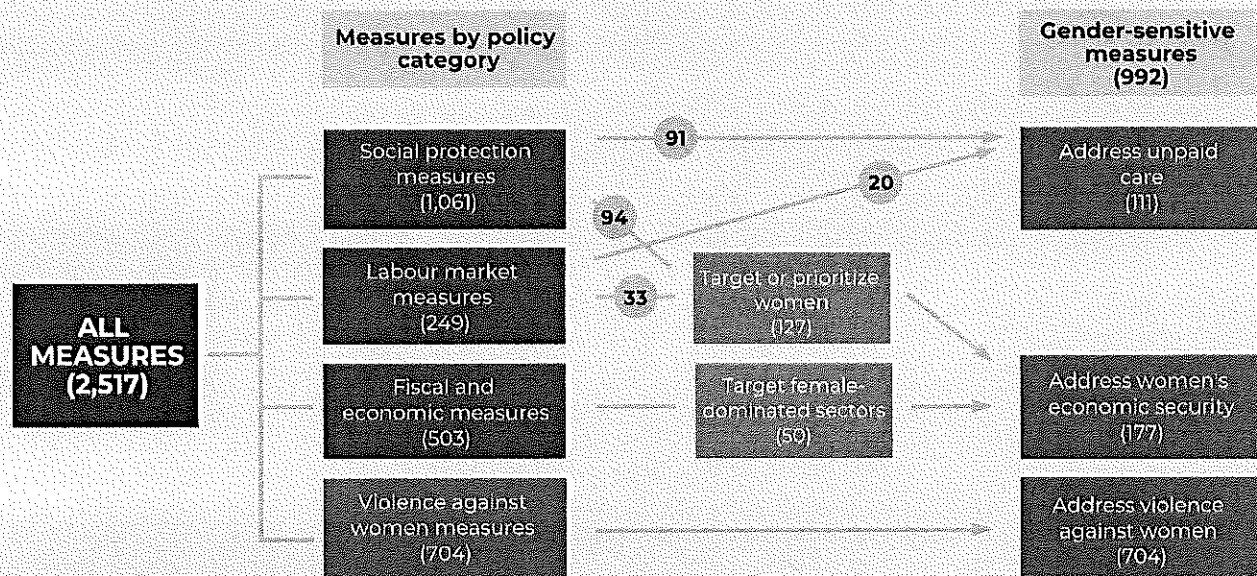 Measures by policy
category
Gender-sensitive
measures
(992)
ALL
MEASURES
(2,517)
Social protection
measures
(1,061)
Labour market
measures
(249)
Fiscal and
economic measures
(503)
Violence against
women measures
(704)
91
20
94
33
Target or prioritize
women
(127)
Target female-
dominated sectors
(50)
Address unpaid
care
(111)
Address women's
economic security
(177)
Address violence
against women
(704)